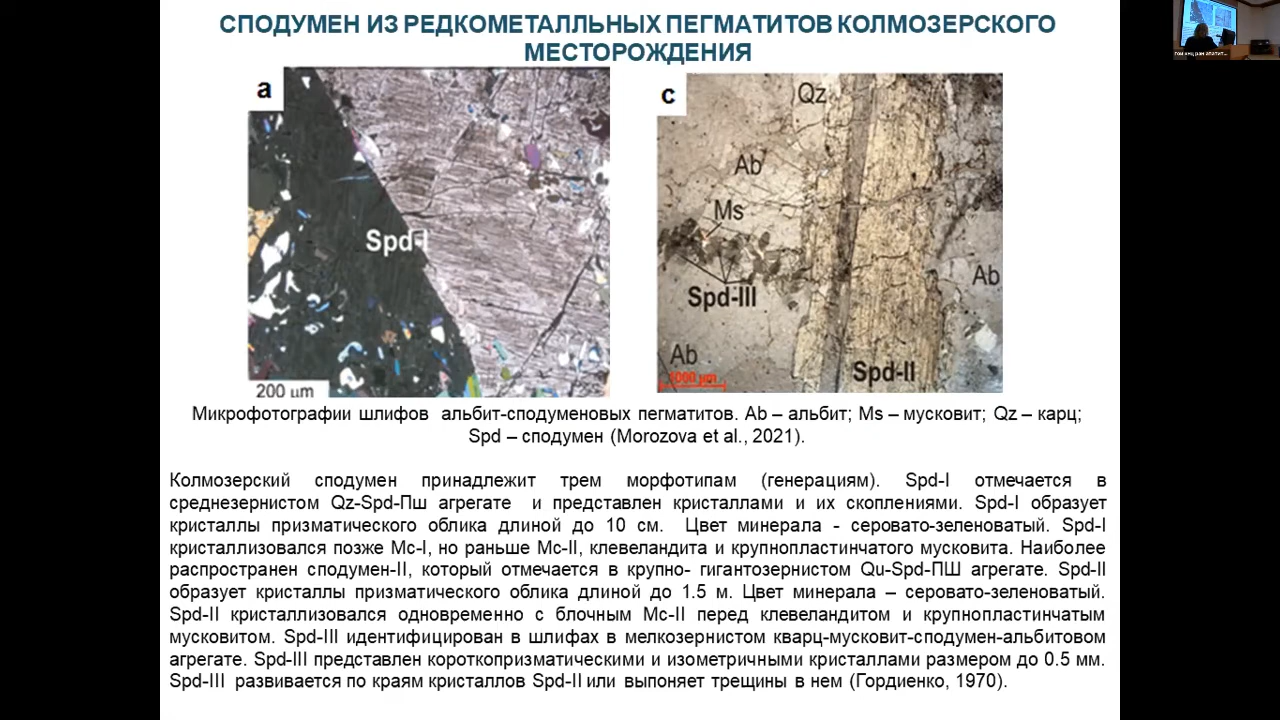 СПОДУМЕН ИЗ РЕДКОМЕТАЛЛЬНЫХ ПЕГМАТИТОВ КОЛМОЗЕРСКОГО
МЕСТОРОЖДЕНИЯ
a
Spd-I
200 µm
c
Qz
Ab
Ms
Spd-III
Ab
Ab
1000 µm
Spd-II
Микрофотографии шлифов альбит-сподуменовых пегматитов. Ab – альбит; Ms – мусковит; Qz – карц;
Spd – сподумен (Morozova et al., 2021).
Колмозерский сподумен принадлежит трем морфотипам (генерациям). Spd-I отмечается в
среднезернистом Qz-Spd-Пш агрегате и представлен кристаллами и их скоплениями. Spd-I образует
кристаллы призматического облика длиной до 10 см. Цвет минерала - серовато-зеленоватый. Spd-I
кристаллизовался позже Mc-I, но раньше Mc-II, клевеландита и крупнопластинчатого мусковита. Наиболее
распространен сподумен-II, который отмечается в крупно- гигантозернистом Qu-Spd-ПШ агрегате. Spd-II
образует кристаллы призматического облика длиной до 1.5 м. Цвет минерала – серовато-зеленоватый.
Spd-II кристаллизовался одновременно с блочным Mc-II перед клевеландитом и крупнопластинчатым
мусковитом. Spd-III идентифицирован в шлифах в мелкозернистом кварц-мусковит-сподумен-альбитовом
агрегате. Spd-III представлен короткопризматическими и изометричными кристаллами размером до 0.5 мм.
Spd-III развивается по краям кристаллов Spd-II или выпоняет трещины в нем (Гордиенко, 1970).